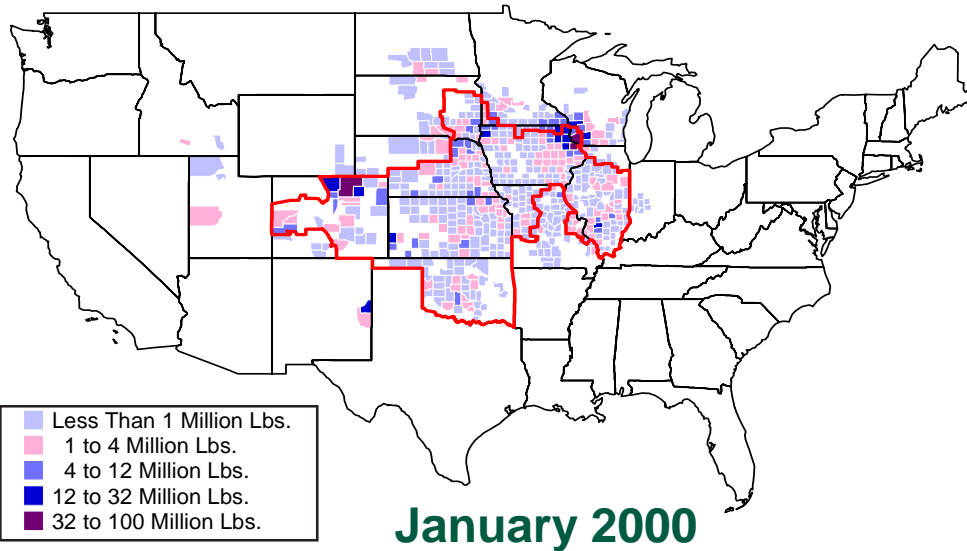 Less Than 1 Million Lbs.
1 to 4 Million Lbs.
4 to 12 Million Lbs.
12 to 32 Million Lbs.
32 to 100 Million Lbs.
January 2000